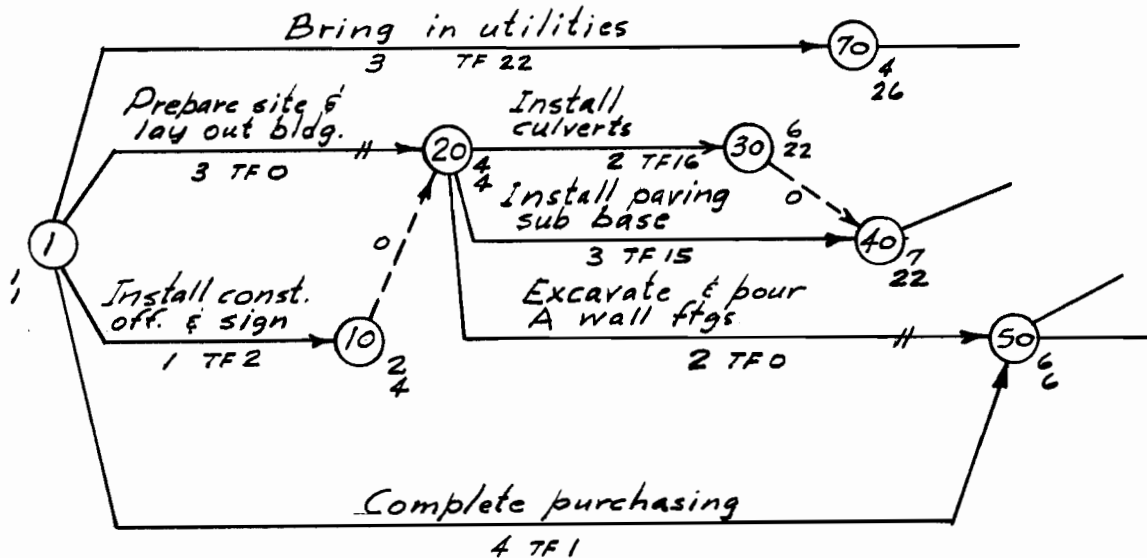 Bring in utilities
3 TF 22
70
4
26
Prepare site &
lay out bldg.
3 TF 0
20
4
4
Install
culverts
2 TF 16
30
6
22
0
Install paving
sub base
3 TF 15
40
7
22
1
1
1
0
Install const.
off. & sign
1 TF 2
10
2
4
Excavate & pour
A wall ftgs
2 TF 0
50
6
6
Complete purchasing
4 TF 1